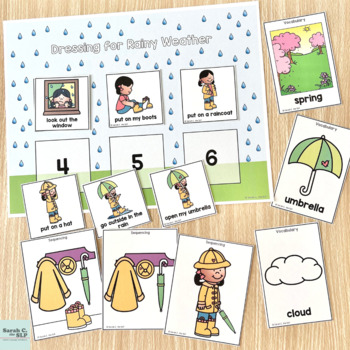 Dressing for Rainy Weather
look out the
window
put on my boots
put on a raincoat
4
5
6
put on a hat
go outside in the
rain
open my umbrella
Vocabulary
spring
Vocabulary
umbrella
Vocabulary
cloud
Sequencing
Sequencing
Sequencing
Sarah C.
the
SLP